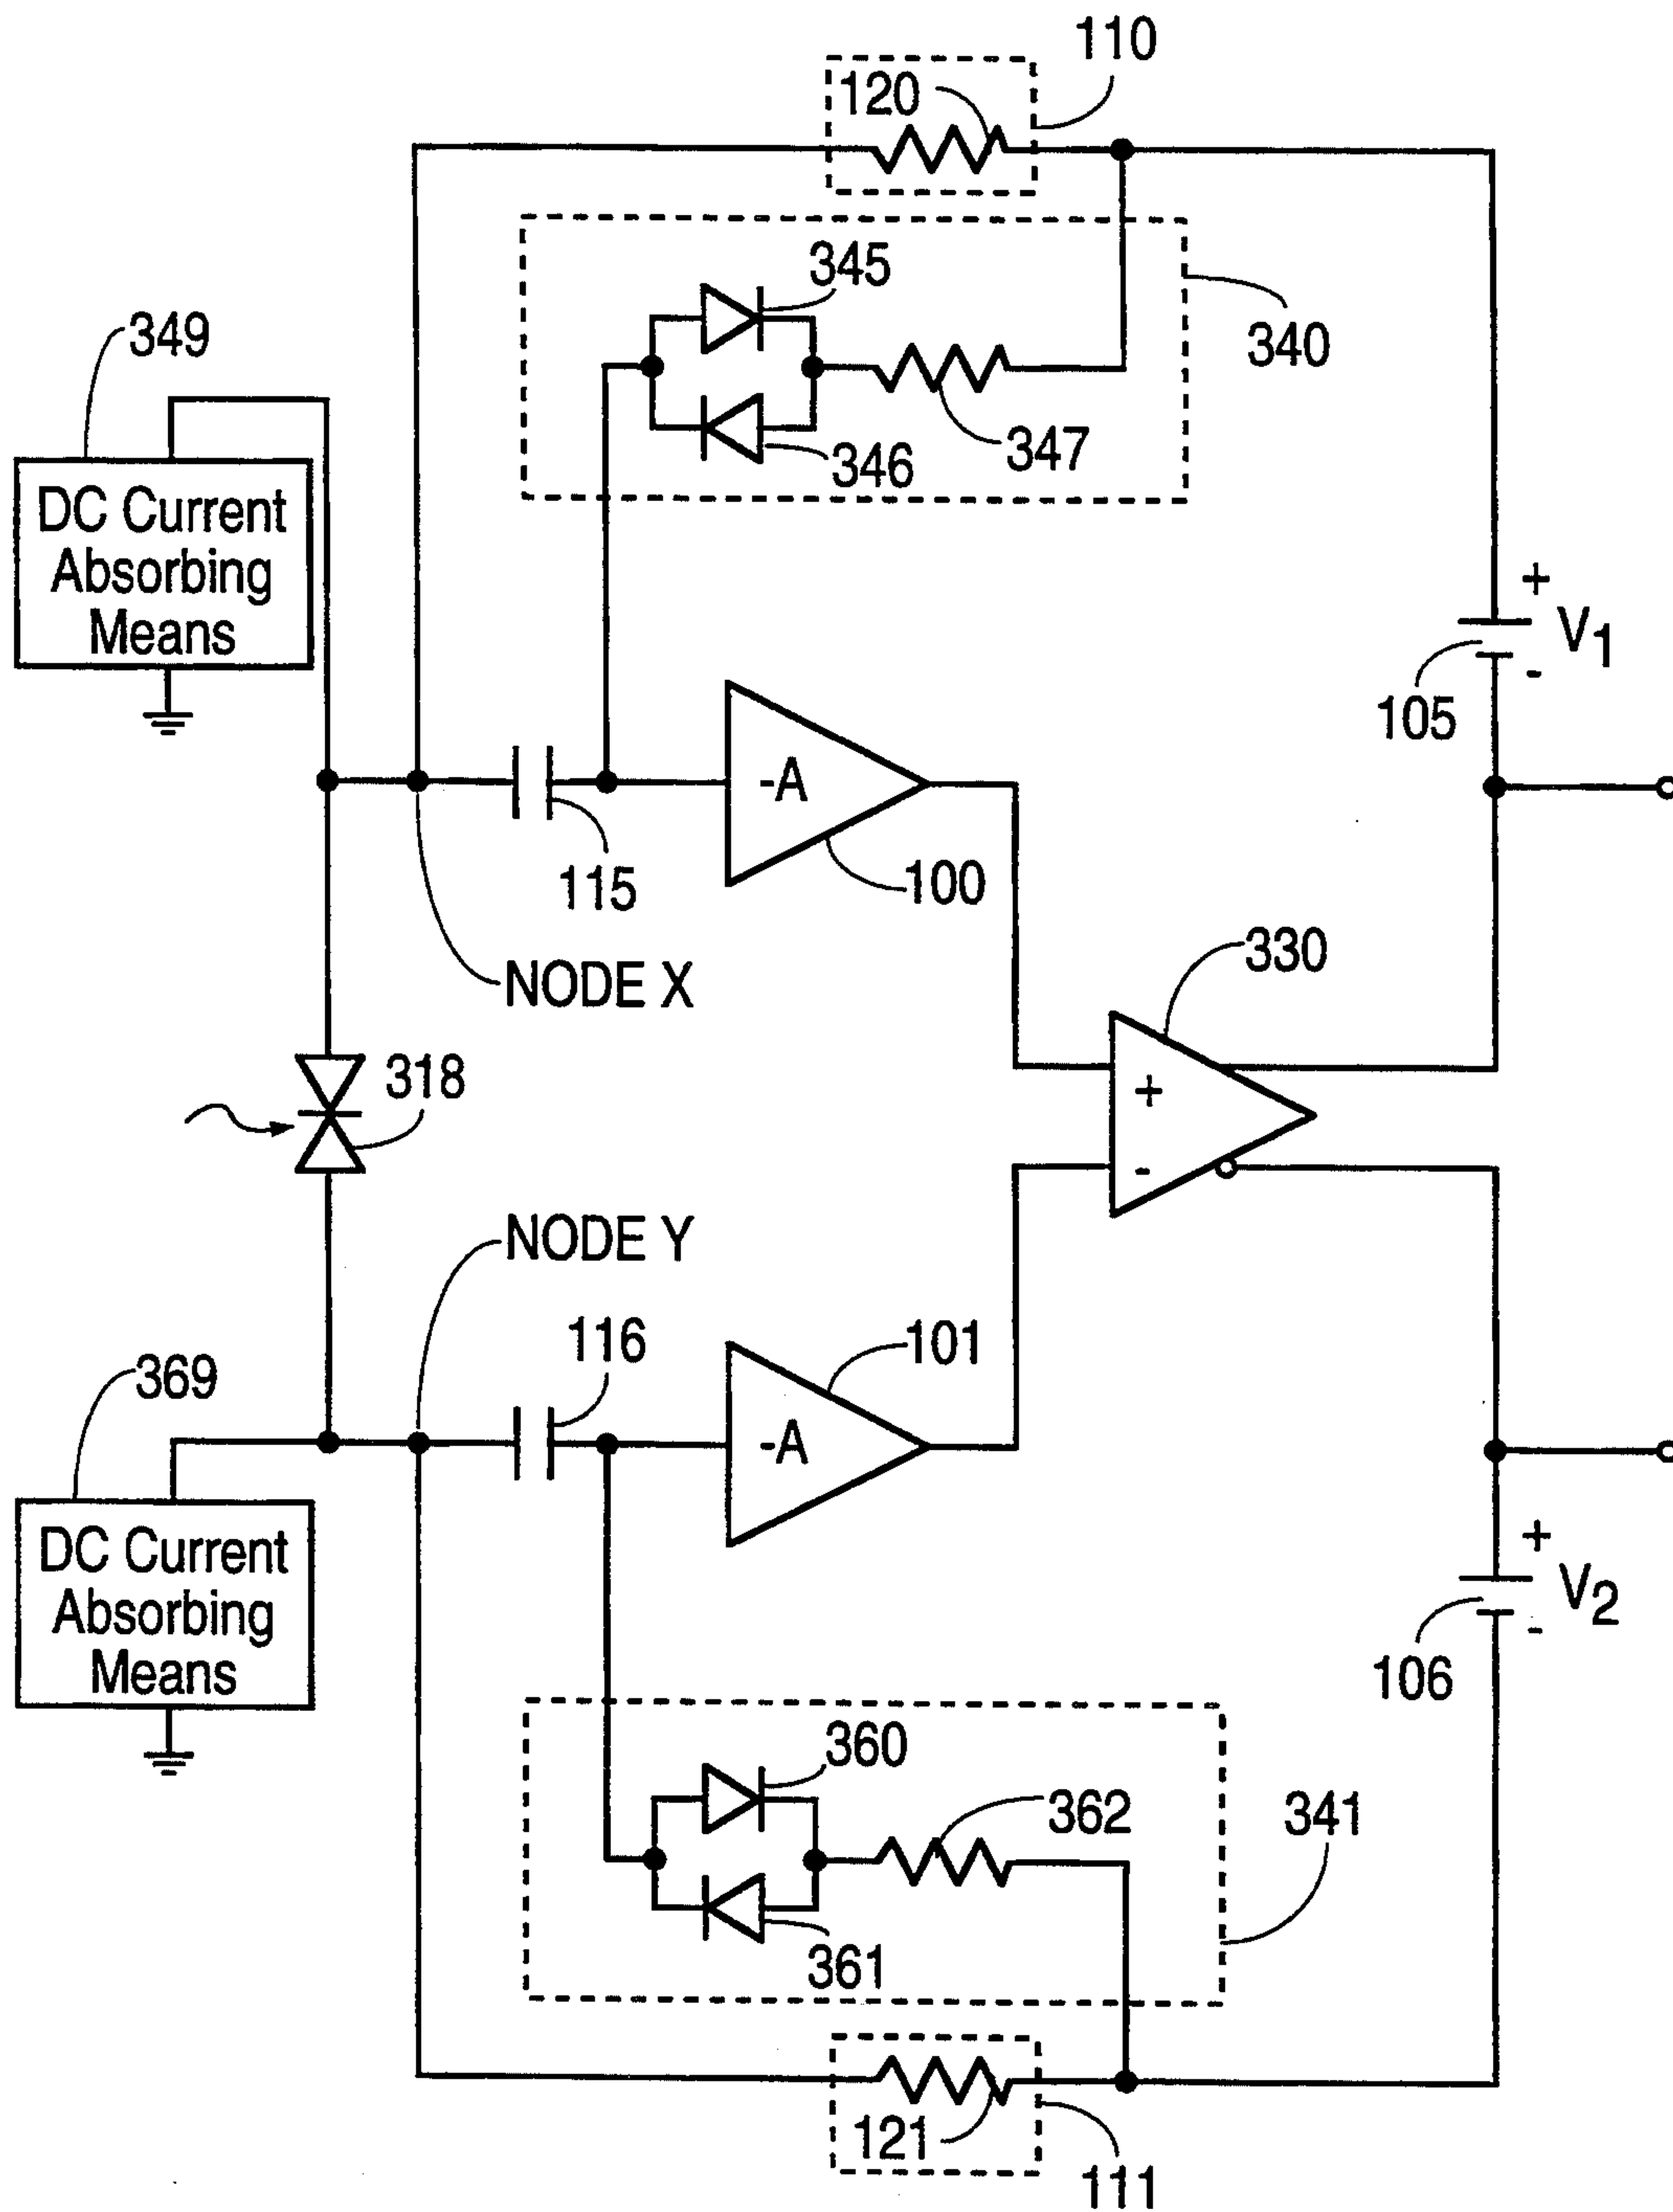 110
120
345
349
340
DC Current
Absorbing
Means
346
347
+
V1
-
105
-A
115
100
NODE X
330
318
+
-
NODE Y
116
101
369
-A
DC Current
Absorbing
Means
+
V2
-
106
360
362
341
361
121
111